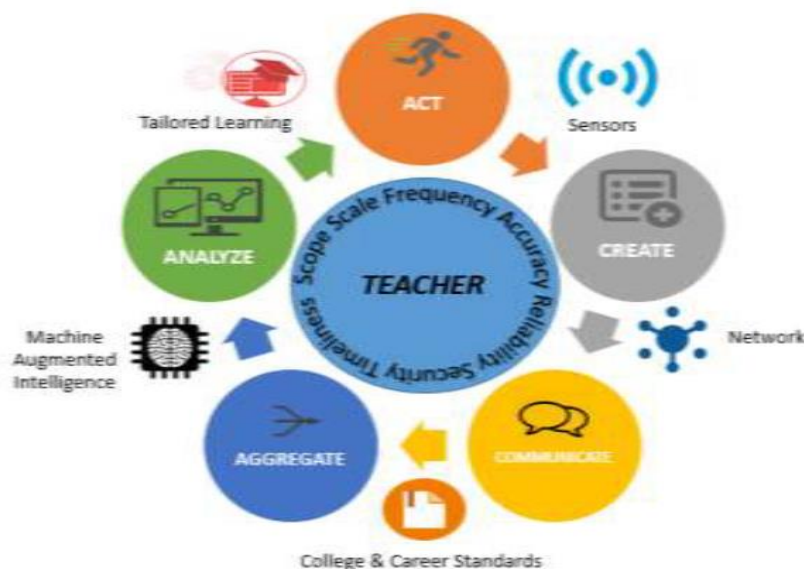 ACT
Tailored Learning
Sensors
ANALYZE
CREATE
Scope Scale Frequency Accuracy Reliability Security Timeliness
TEACHER
Machine
Augmented
Intelligence
Network
AGGREGATE
COMMUNICATE
College & Career Standards